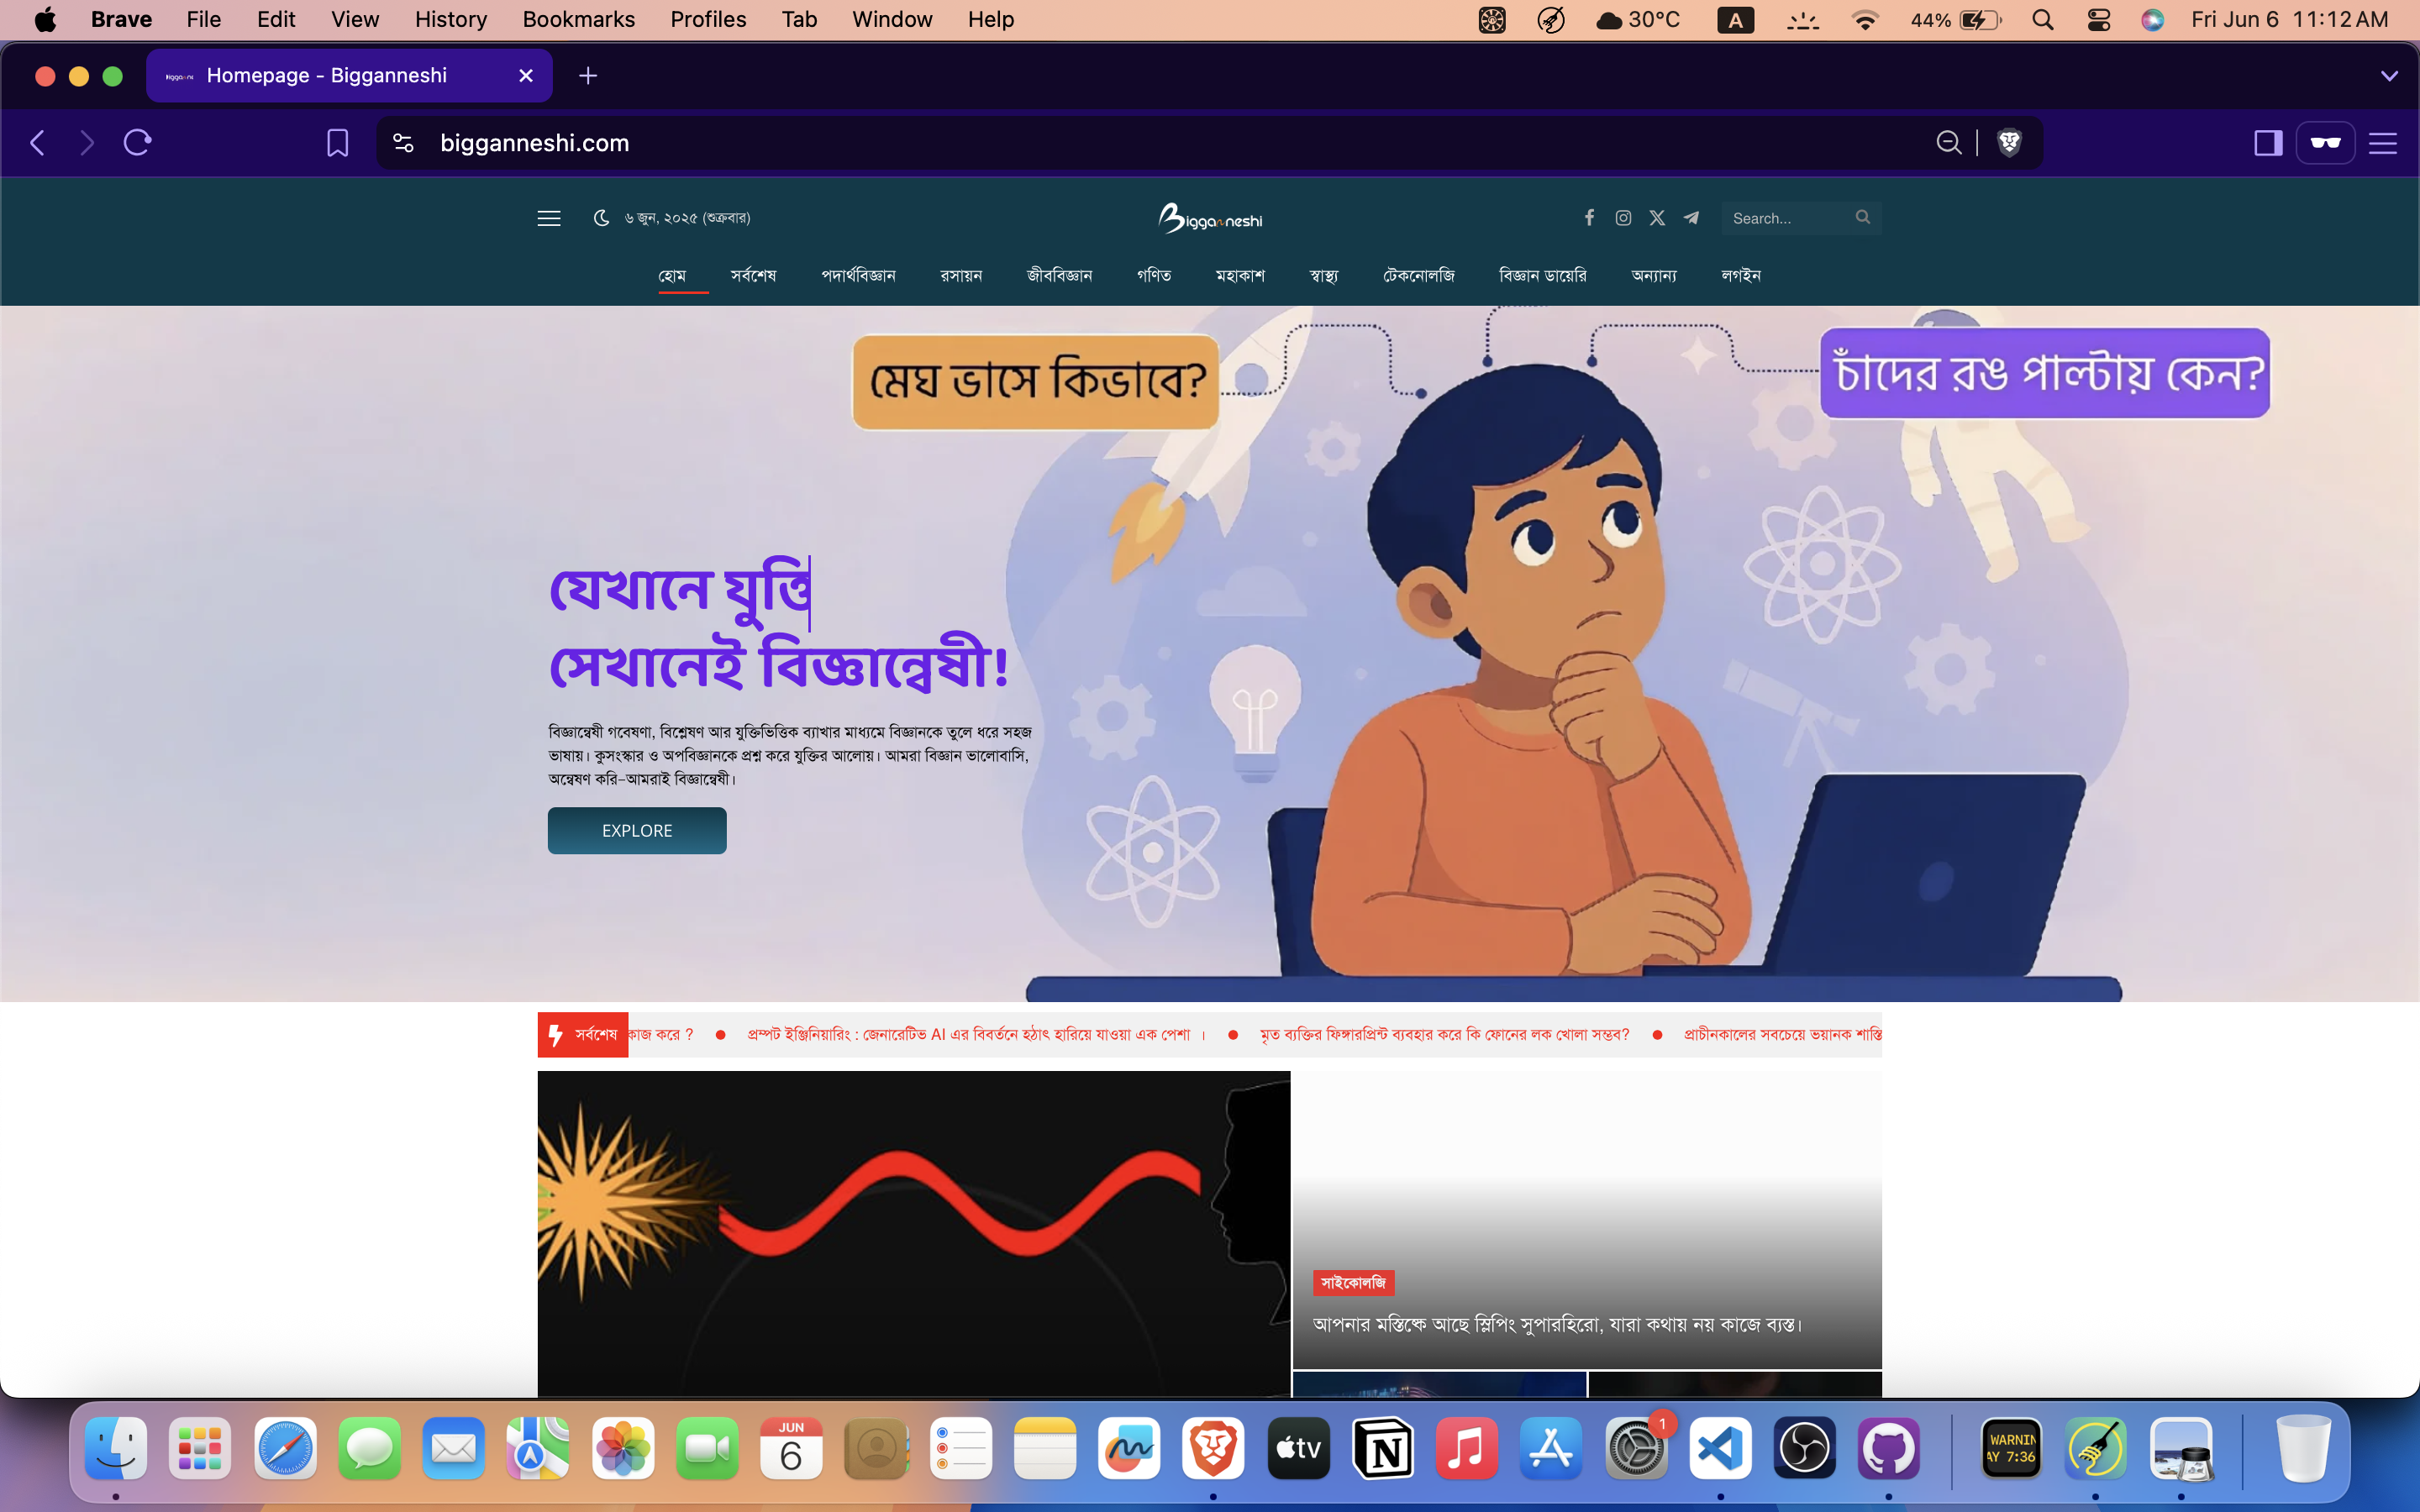 Brave File Edit View History Bookmarks Profiles Tab Window Help 30°C A 44% Fri Jun 6 11:12 AM
Homepage - Bigganneshi
bigganneshi.com
৬ জুন, ২০২৫ (শুক্রবার) Bigganneshi Search...
হোম সর্বশেষ পদার্থবিজ্ঞান রসায়ন জীববিজ্ঞান গণিত মহাকাশ স্বাস্থ্য টেকনোলজি বিজ্ঞান ডায়েরি অন্যান্য লগইন
মেঘ ভাসে কিভাবে?
চাঁদের রঙ পাল্টায় কেন?
যেখানে যুক্তি
সেখানেই বিজ্ঞান্বেষী!
বিজ্ঞান্বেষী গবেষণা, বিশ্লেষণ আর যুক্তিভিত্তিক ব্যাখার মাধ্যমে বিজ্ঞানকে তুলে ধরে সহজ
ভাষায়। কুসংস্কার ও অপবিজ্ঞানকে প্রশ্ন করে যুক্তির আলোয়। আমরা বিজ্ঞান ভালোবাসি,
অন্বেষণ করি–আমরাই বিজ্ঞান্বেষী।
EXPLORE
সর্বশেষ কাজ করে ? ● প্রম্পট ইঞ্জিনিয়ারিং : জেনারেটিভ AI এর বিবর্তনে হঠাৎ হারিয়ে যাওয়া এক পেশা । ● মৃত ব্যক্তির ফিঙ্গারপ্রিন্ট ব্যবহার করে কি ফোনের লক খোলা সম্ভব? ● প্রাচীনকালের সবচেয়ে ভয়ানক শাস্তি
সাইকোলজি
আপনার মস্তিষ্কে আছে স্লিপিং সুপারহিরো, যারা কথায় নয় কাজে ব্যস্ত।
JUN
6
tv
N
1
WARNIN
AY 7:36